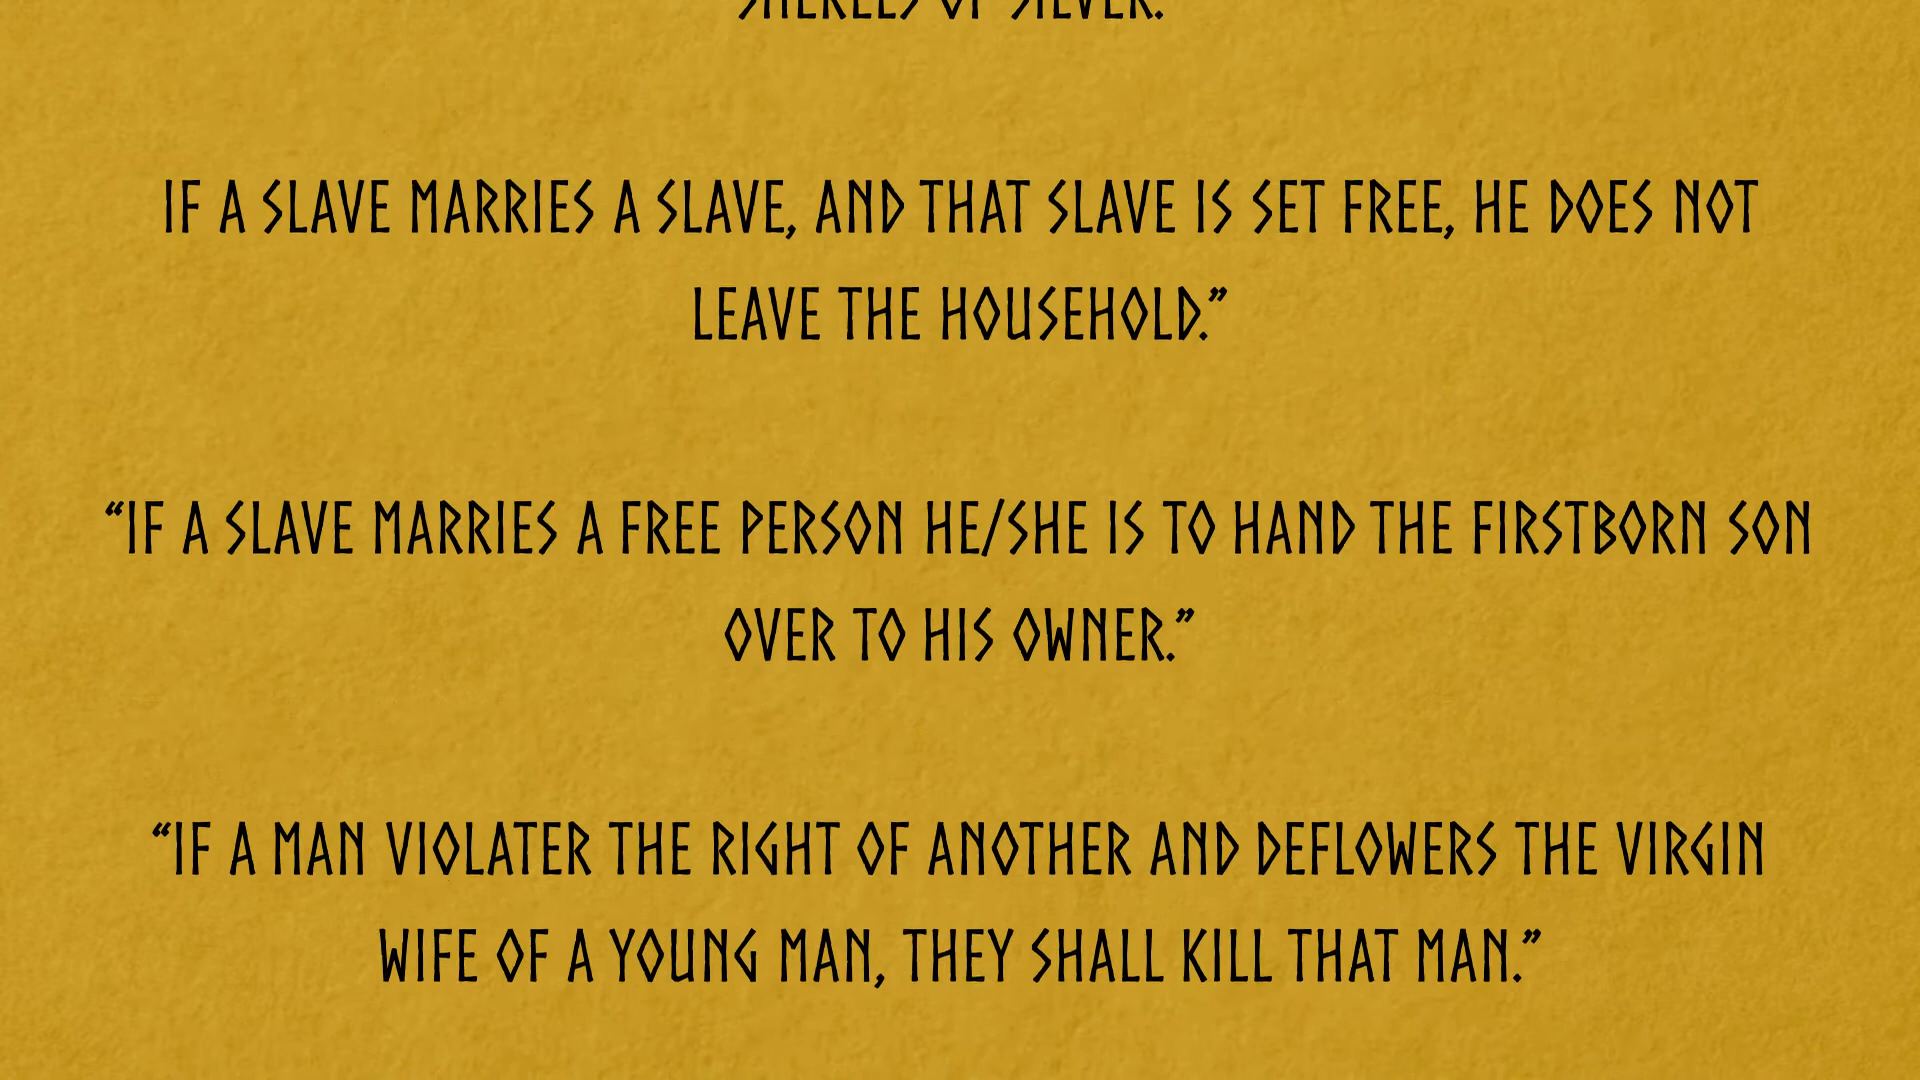 SHEKELS OF SILVER.
IF A SLAVE MARRIES A SLAVE, AND THAT SLAVE IS SET FREE, HE DOES NOT
LEAVE THE HOUSEHOLD.”
“IF A SLAVE MARRIES A FREE PERSON HE/SHE IS TO HAND THE FIRSTBORN SON
OVER TO HIS OWNER.”
“IF A MAN VIOLATER THE RIGHT OF ANOTHER AND DEFLOWERS THE VIRGIN
WIFE OF A YOUNG MAN, THEY SHALL KILL THAT MAN.”